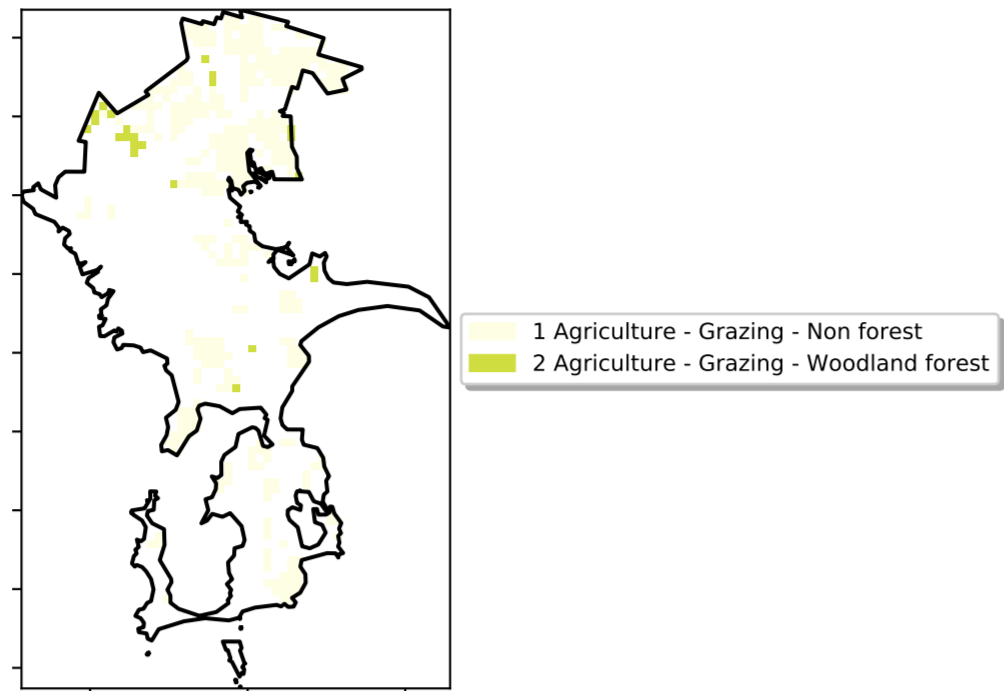 1 Agriculture - Grazing - Non forest
2 Agriculture - Grazing - Woodland forest